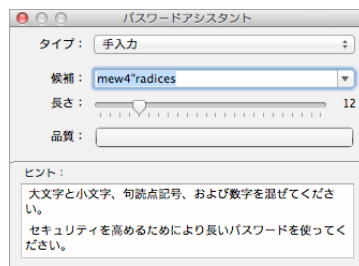 パスワードアシスタント
タイプ： 手入力
候補： mew4"radices
長さ： 12
品質：
ヒント：
大文字と小文字、句読点記号、および数字を混ぜてくださ
い。
セキュリティを高めるためにより長いパスワードを使ってく
ださい。